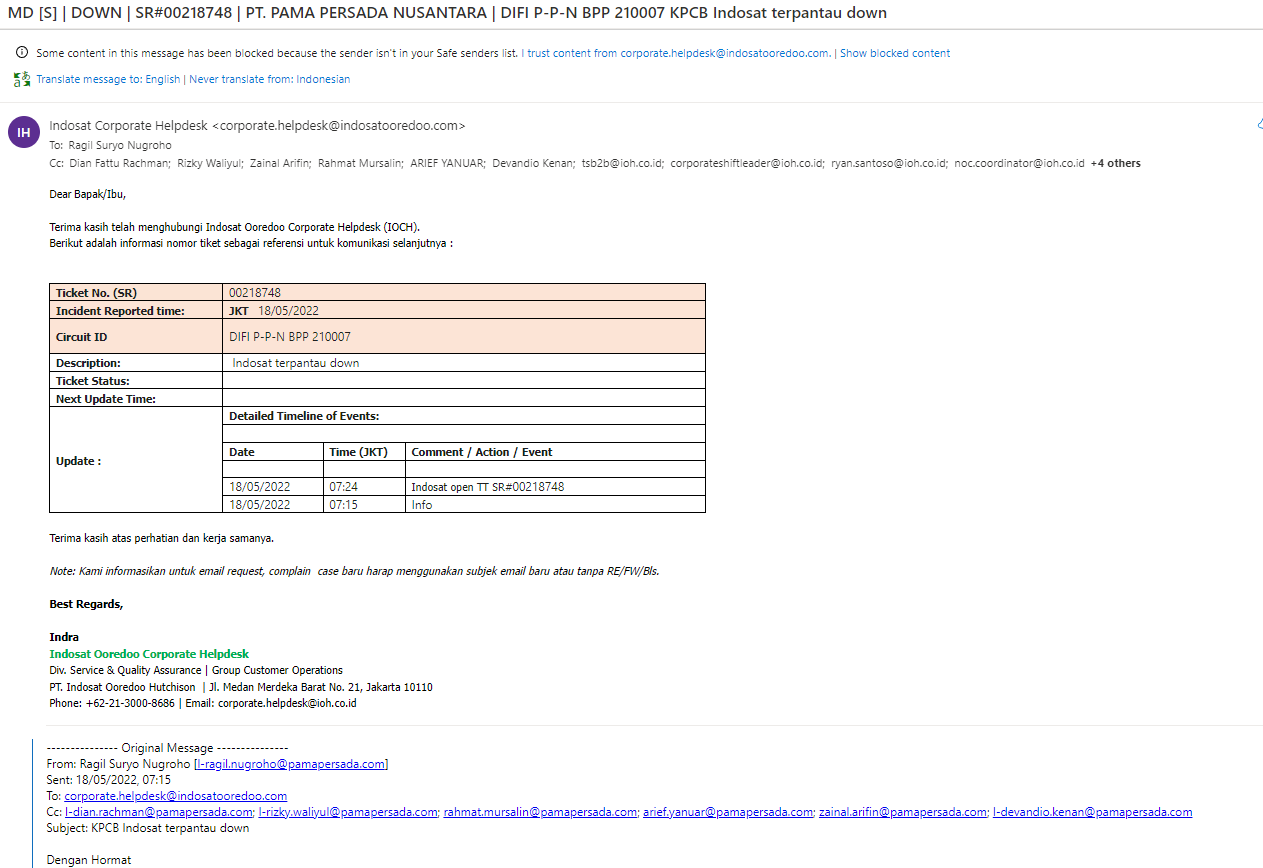 MD [S] | DOWN | SR#00218748 | PT. PAMA PERSADA NUSANTARA | DIFI P-P-N BPP 210007 KPCB Indosat terpantau down
Some content in this message has been blocked because the sender isn't in your Safe senders list. I trust content from corporate.helpdesk@indosatooredoo.com. | Show blocked content
Translate message to: English | Never translate from: Indonesian
IH
Indosat Corporate Helpdesk <corporate.helpdesk@indosatooredoo.com>
To: Ragil Suryo Nugroho
Cc: Dian Fattu Rachman; Rizky Waliyul; Zainal Arifin; Rahmat Mursalin; ARIEF YANUAR; Devandio Kenan; tsb2b@ioh.co.id; corporateshiftleader@ioh.co.id; ryan.santoso@ioh.co.id; noc.coordinator@ioh.co.id +4 others
Dear Bapak/Ibu,
Terima kasih telah menghubungi Indosat Ooredoo Corporate Helpdesk (IOCH).
Berikut adalah informasi nomor tiket sebagai referensi untuk komunikasi selanjutnya :
Ticket No. (SR) 00218748
Incident Reported time: JKT 18/05/2022
Circuit ID DIFI P-P-N BPP 210007
Description: Indosat terpantau down
Ticket Status:
Next Update Time:
Update :
Detailed Timeline of Events:
Date Time (JKT) Comment / Action / Event
18/05/2022 07:24 Indosat open TT SR#00218748
18/05/2022 07:15 Info
Terima kasih atas perhatian dan kerja samanya.
Note: Kami informasikan untuk email request, complain case baru harap menggunakan subjek email baru atau tanpa RE/FW/Bls.
Best Regards,
Indra
Indosat Ooredoo Corporate Helpdesk
Div. Service & Quality Assurance | Group Customer Operations
PT. Indosat Ooredoo Hutchison | Jl. Medan Merdeka Barat No. 21, Jakarta 10110
Phone: +62-21-3000-8686 | Email: corporate.helpdesk@ioh.co.id
--------------- Original Message ---------------
From: Ragil Suryo Nugroho [l-ragil.nugroho@pamapersada.com]
Sent: 18/05/2022, 07:15
To: corporate.helpdesk@indosatooredoo.com
Cc: l-dian.rachman@pamapersada.com; l-rizky.waliyul@pamapersada.com; rahmat.mursalin@pamapersada.com; arief.yanuar@pamapersada.com; zainal.arifin@pamapersada.com; l-devandio.kenan@pamapersada.com
Subject: KPCB Indosat terpantau down
Dengan Hormat